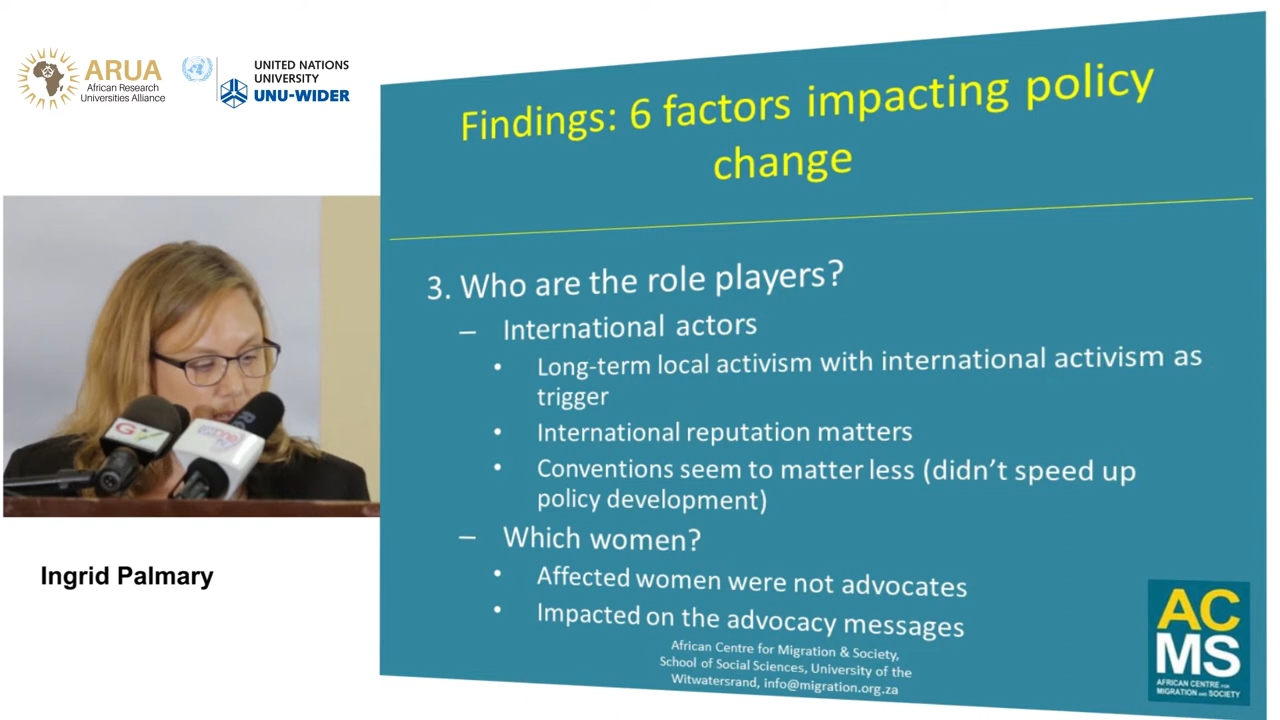 ARUA
African Research
Universities Alliance
UNITED NATIONS
UNIVERSITY
UNU-WIDER
Findings: 6 factors impacting policy
change
3. Who are the role players?
– International actors
• Long-term local activism with international activism as
trigger
• International reputation matters
• Conventions seem to matter less (didn't speed up
policy development)
– Which women?
• Affected women were not advocates
• Impacted on the advocacy messages
African Centre for Migration & Society,
School of Social Sciences, University of the
Witwatersrand, info@migration.org.za
AC
MS
AFRICAN CENTRE FOR
MIGRATION AND SOCIETY
Ingrid Palmary